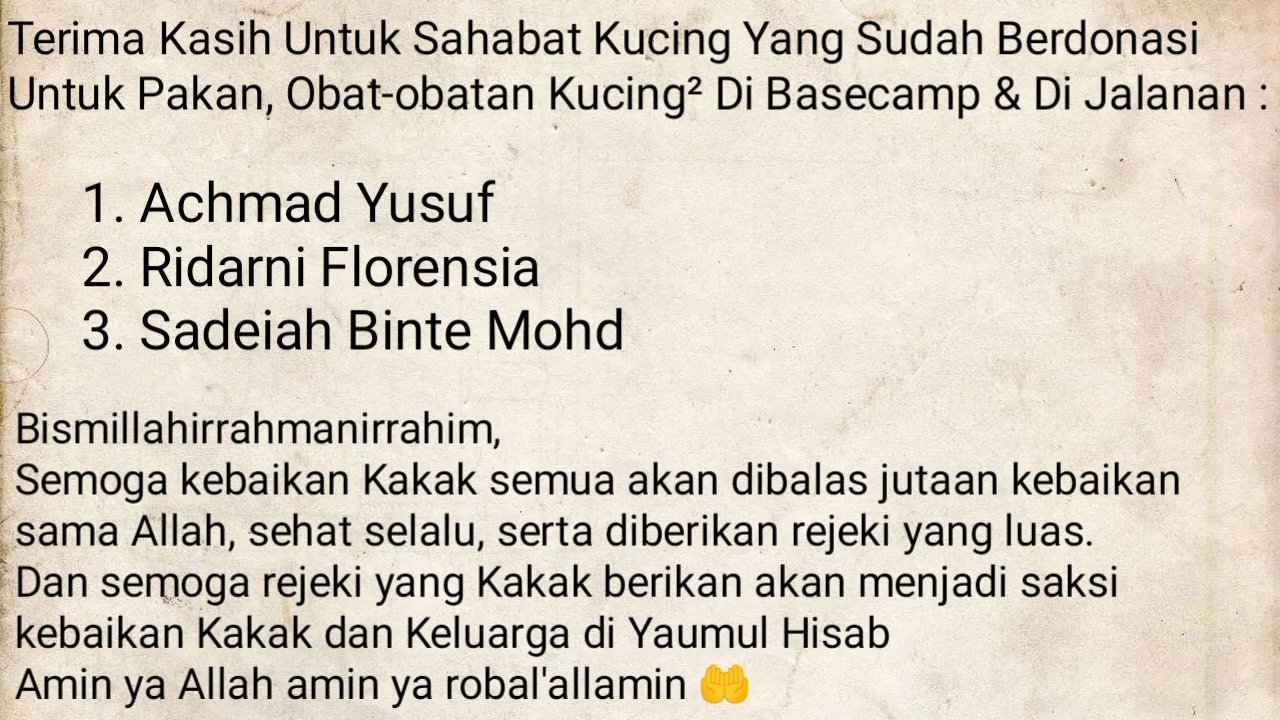 Terima Kasih Untuk Sahabat Kucing Yang Sudah Berdonasi
Untuk Pakan, Obat-obatan Kucing² Di Basecamp & Di Jalanan :
1. Achmad Yusuf
2. Ridarni Florensia
3. Sadeiah Binte Mohd
Bismillahirrahmanirrahim,
Semoga kebaikan Kakak semua akan dibalas jutaan kebaikan
sama Allah, sehat selalu, serta diberikan rejeki yang luas.
Dan semoga rejeki yang Kakak berikan akan menjadi saksi
kebaikan Kakak dan Keluarga di Yaumul Hisab
Amin ya Allah amin ya robal'allamin 🤲